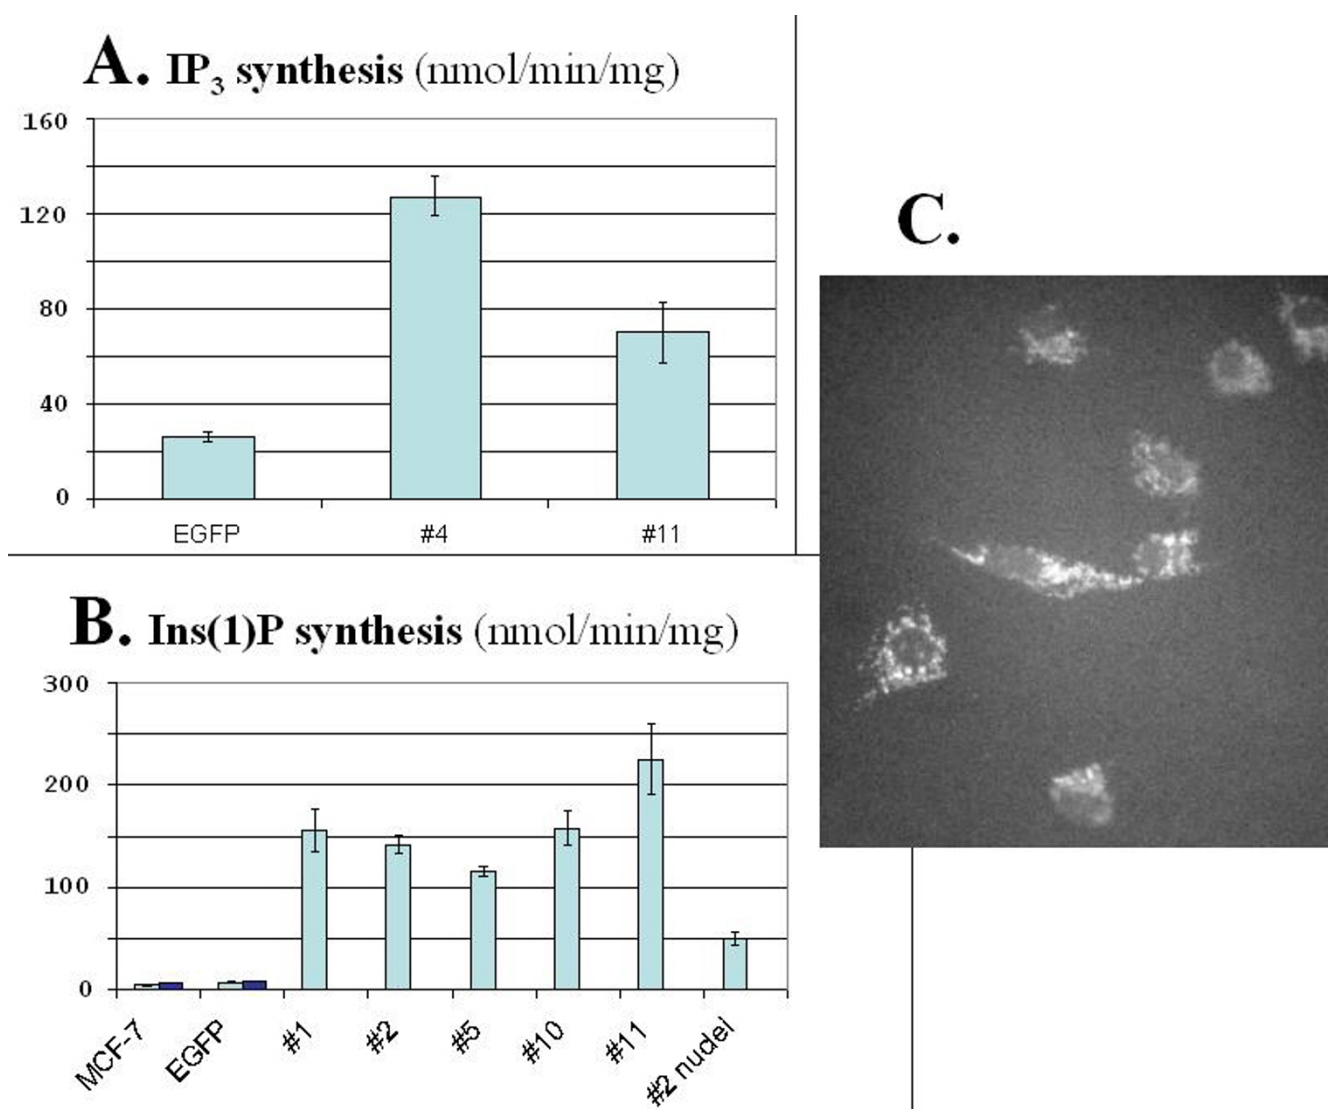 A. IP3 synthesis (nmol/min/mg)
160
120
80
40
0
EGFP #4 #11
B. Ins(1)P synthesis (nmol/min/mg)
300
200
100
0
MCF-7 EGFP #1 #2 #5 #10 #11 #2 nuclei
C.